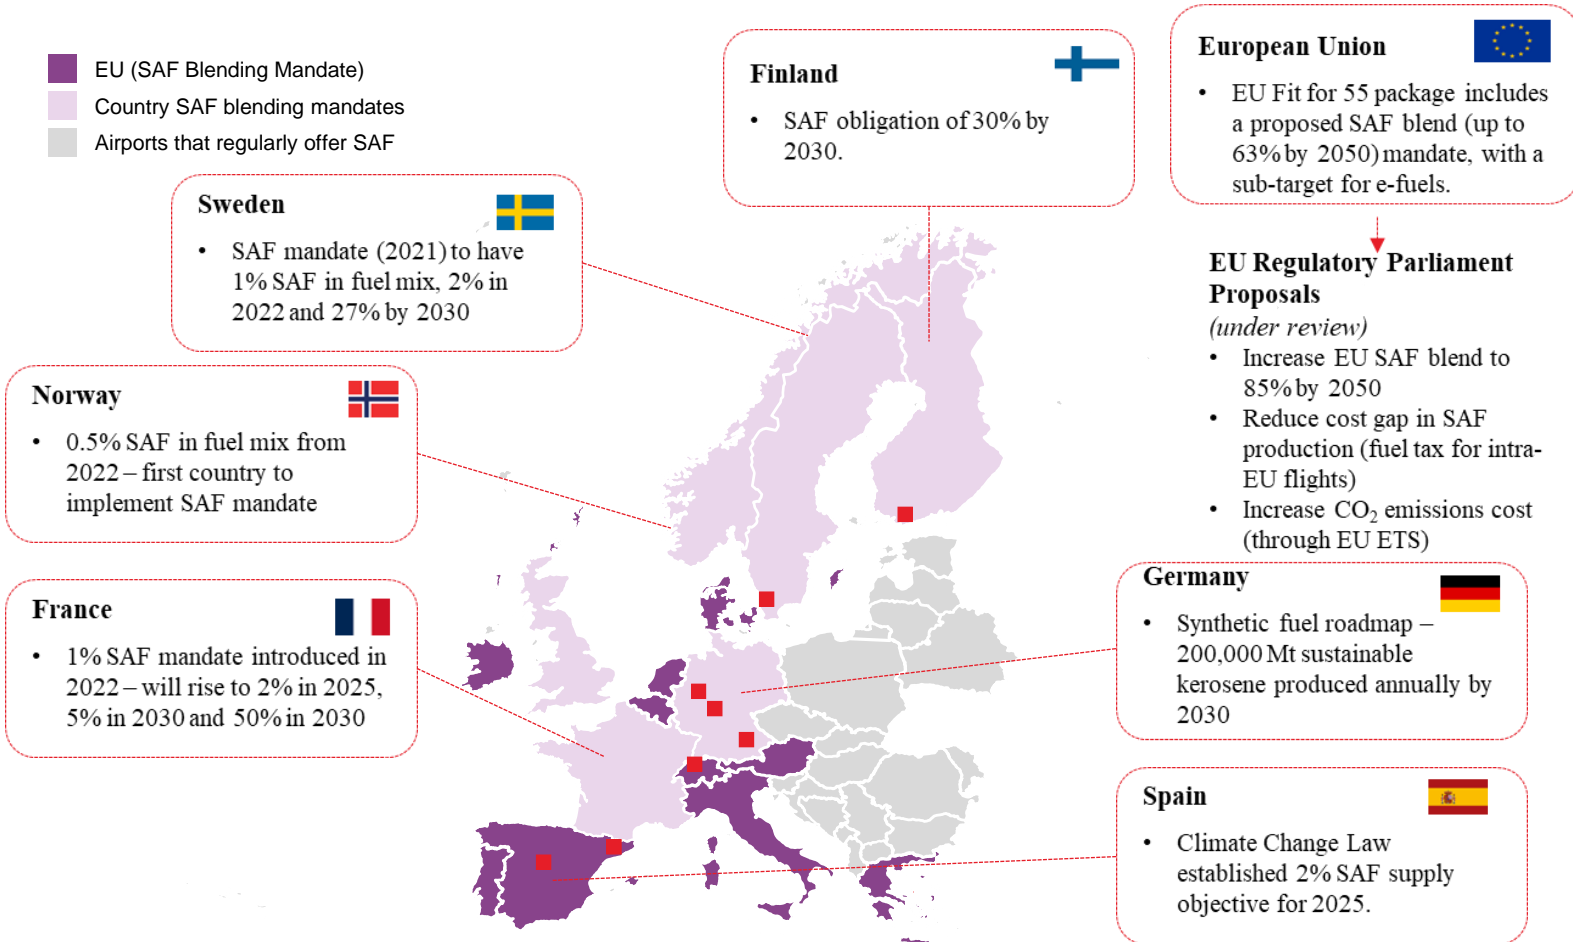 EU (SAF Blending Mandate)
Country SAF blending mandates
Airports that regularly offer SAF
Finland
• SAF obligation of 30% by
2030.
European Union
• EU Fit for 55 package includes
a proposed SAF blend (up to
63% by 2050) mandate, with a
sub-target for e-fuels.
Sweden
• SAF mandate (2021) to have
1% SAF in fuel mix, 2% in
2022 and 27% by 2030
EU Regulatory Parliament
Proposals
(under review)
• Increase EU SAF blend to
85% by 2050
• Reduce cost gap in SAF
production (fuel tax for intra-
EU flights)
• Increase CO₂ emissions cost
(through EU ETS)
Norway
• 0.5% SAF in fuel mix from
2022 – first country to
implement SAF mandate
France
• 1% SAF mandate introduced in
2022 – will rise to 2% in 2025,
5% in 2030 and 50% in 2030
Germany
• Synthetic fuel roadmap –
200,000 Mt sustainable
kerosene produced annually by
2030
Spain
• Climate Change Law
established 2% SAF supply
objective for 2025.